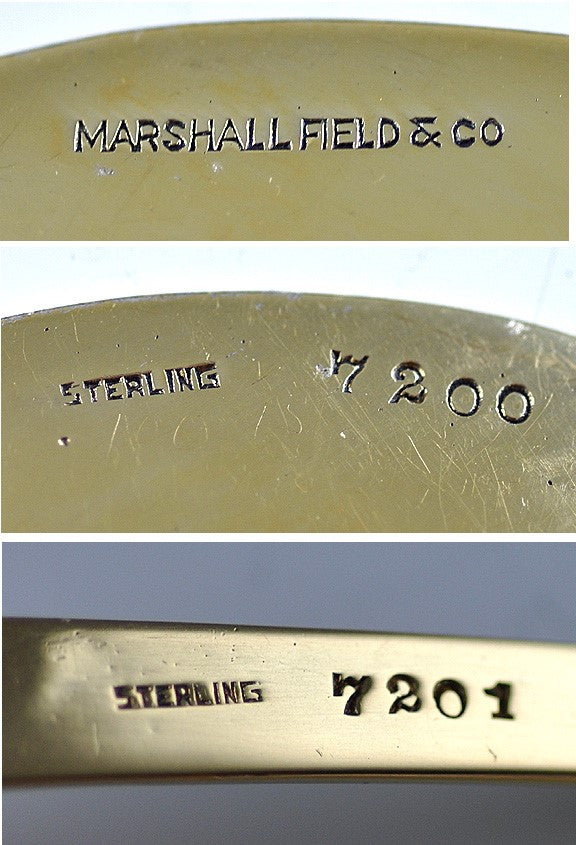 MARSHALL FIELD & CO
STERLING 7200
STERLING 7201